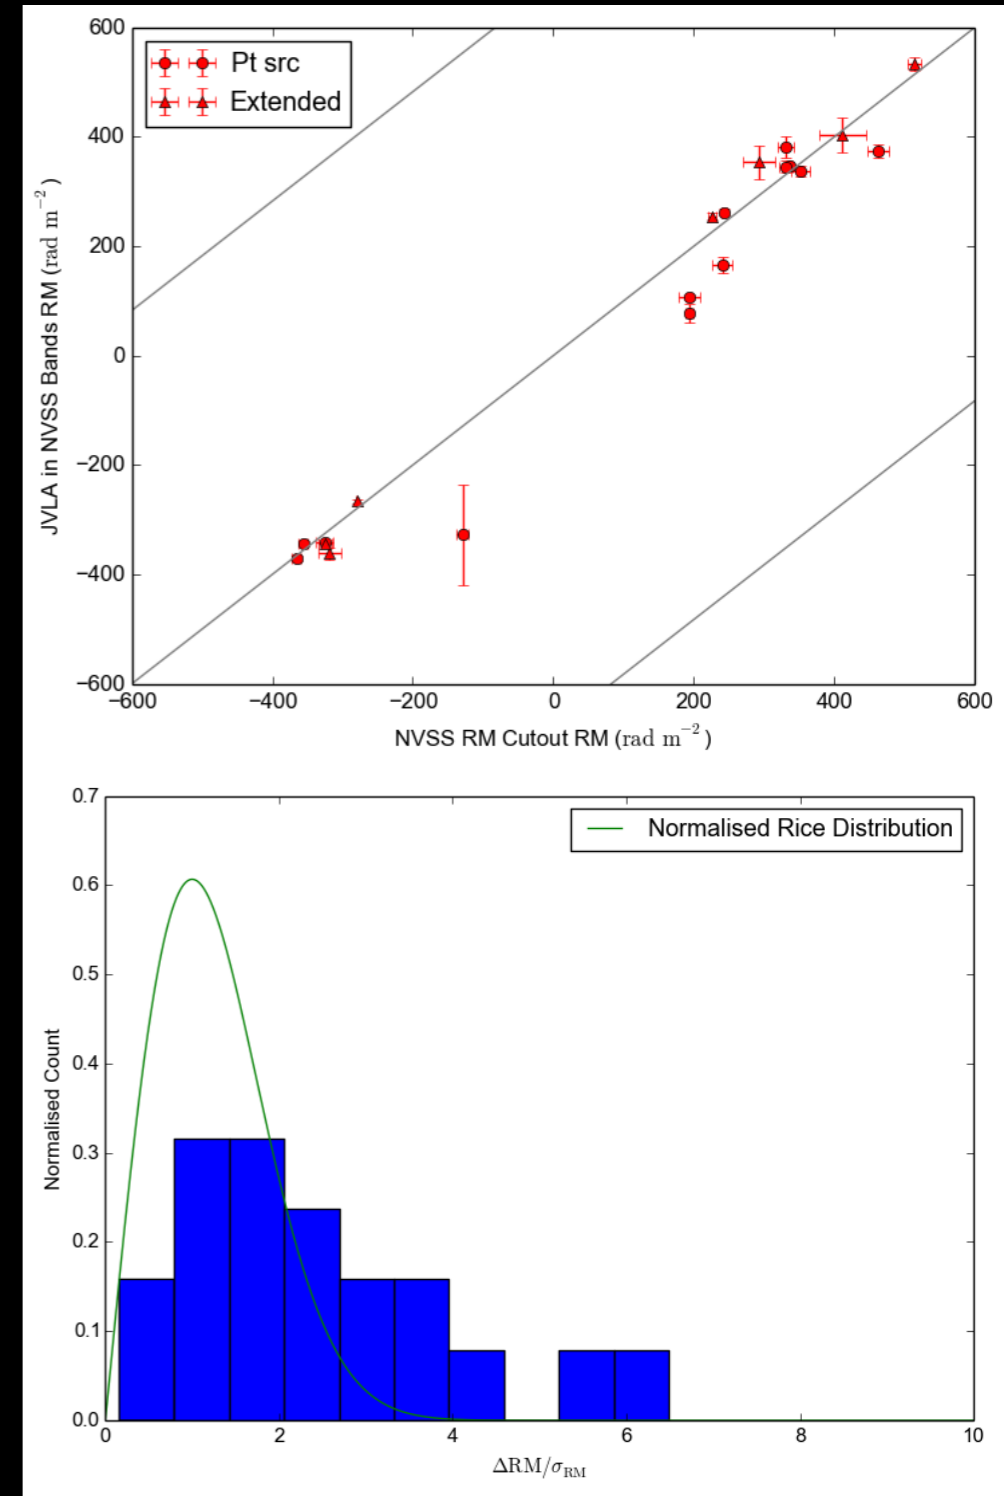 600
400
200
0
−200
−400
−600
−600 −400 −200 0 200 400 600
JVLA in NVSS Bands RM (rad m⁻²)
NVSS RM Cutout RM (rad m⁻²)
Pt src
Extended
0.7
0.6
0.5
0.4
0.3
0.2
0.1
0.0
0 2 4 6 8 10
Normalised Count
ΔRM/σ_RM
Normalised Rice Distribution